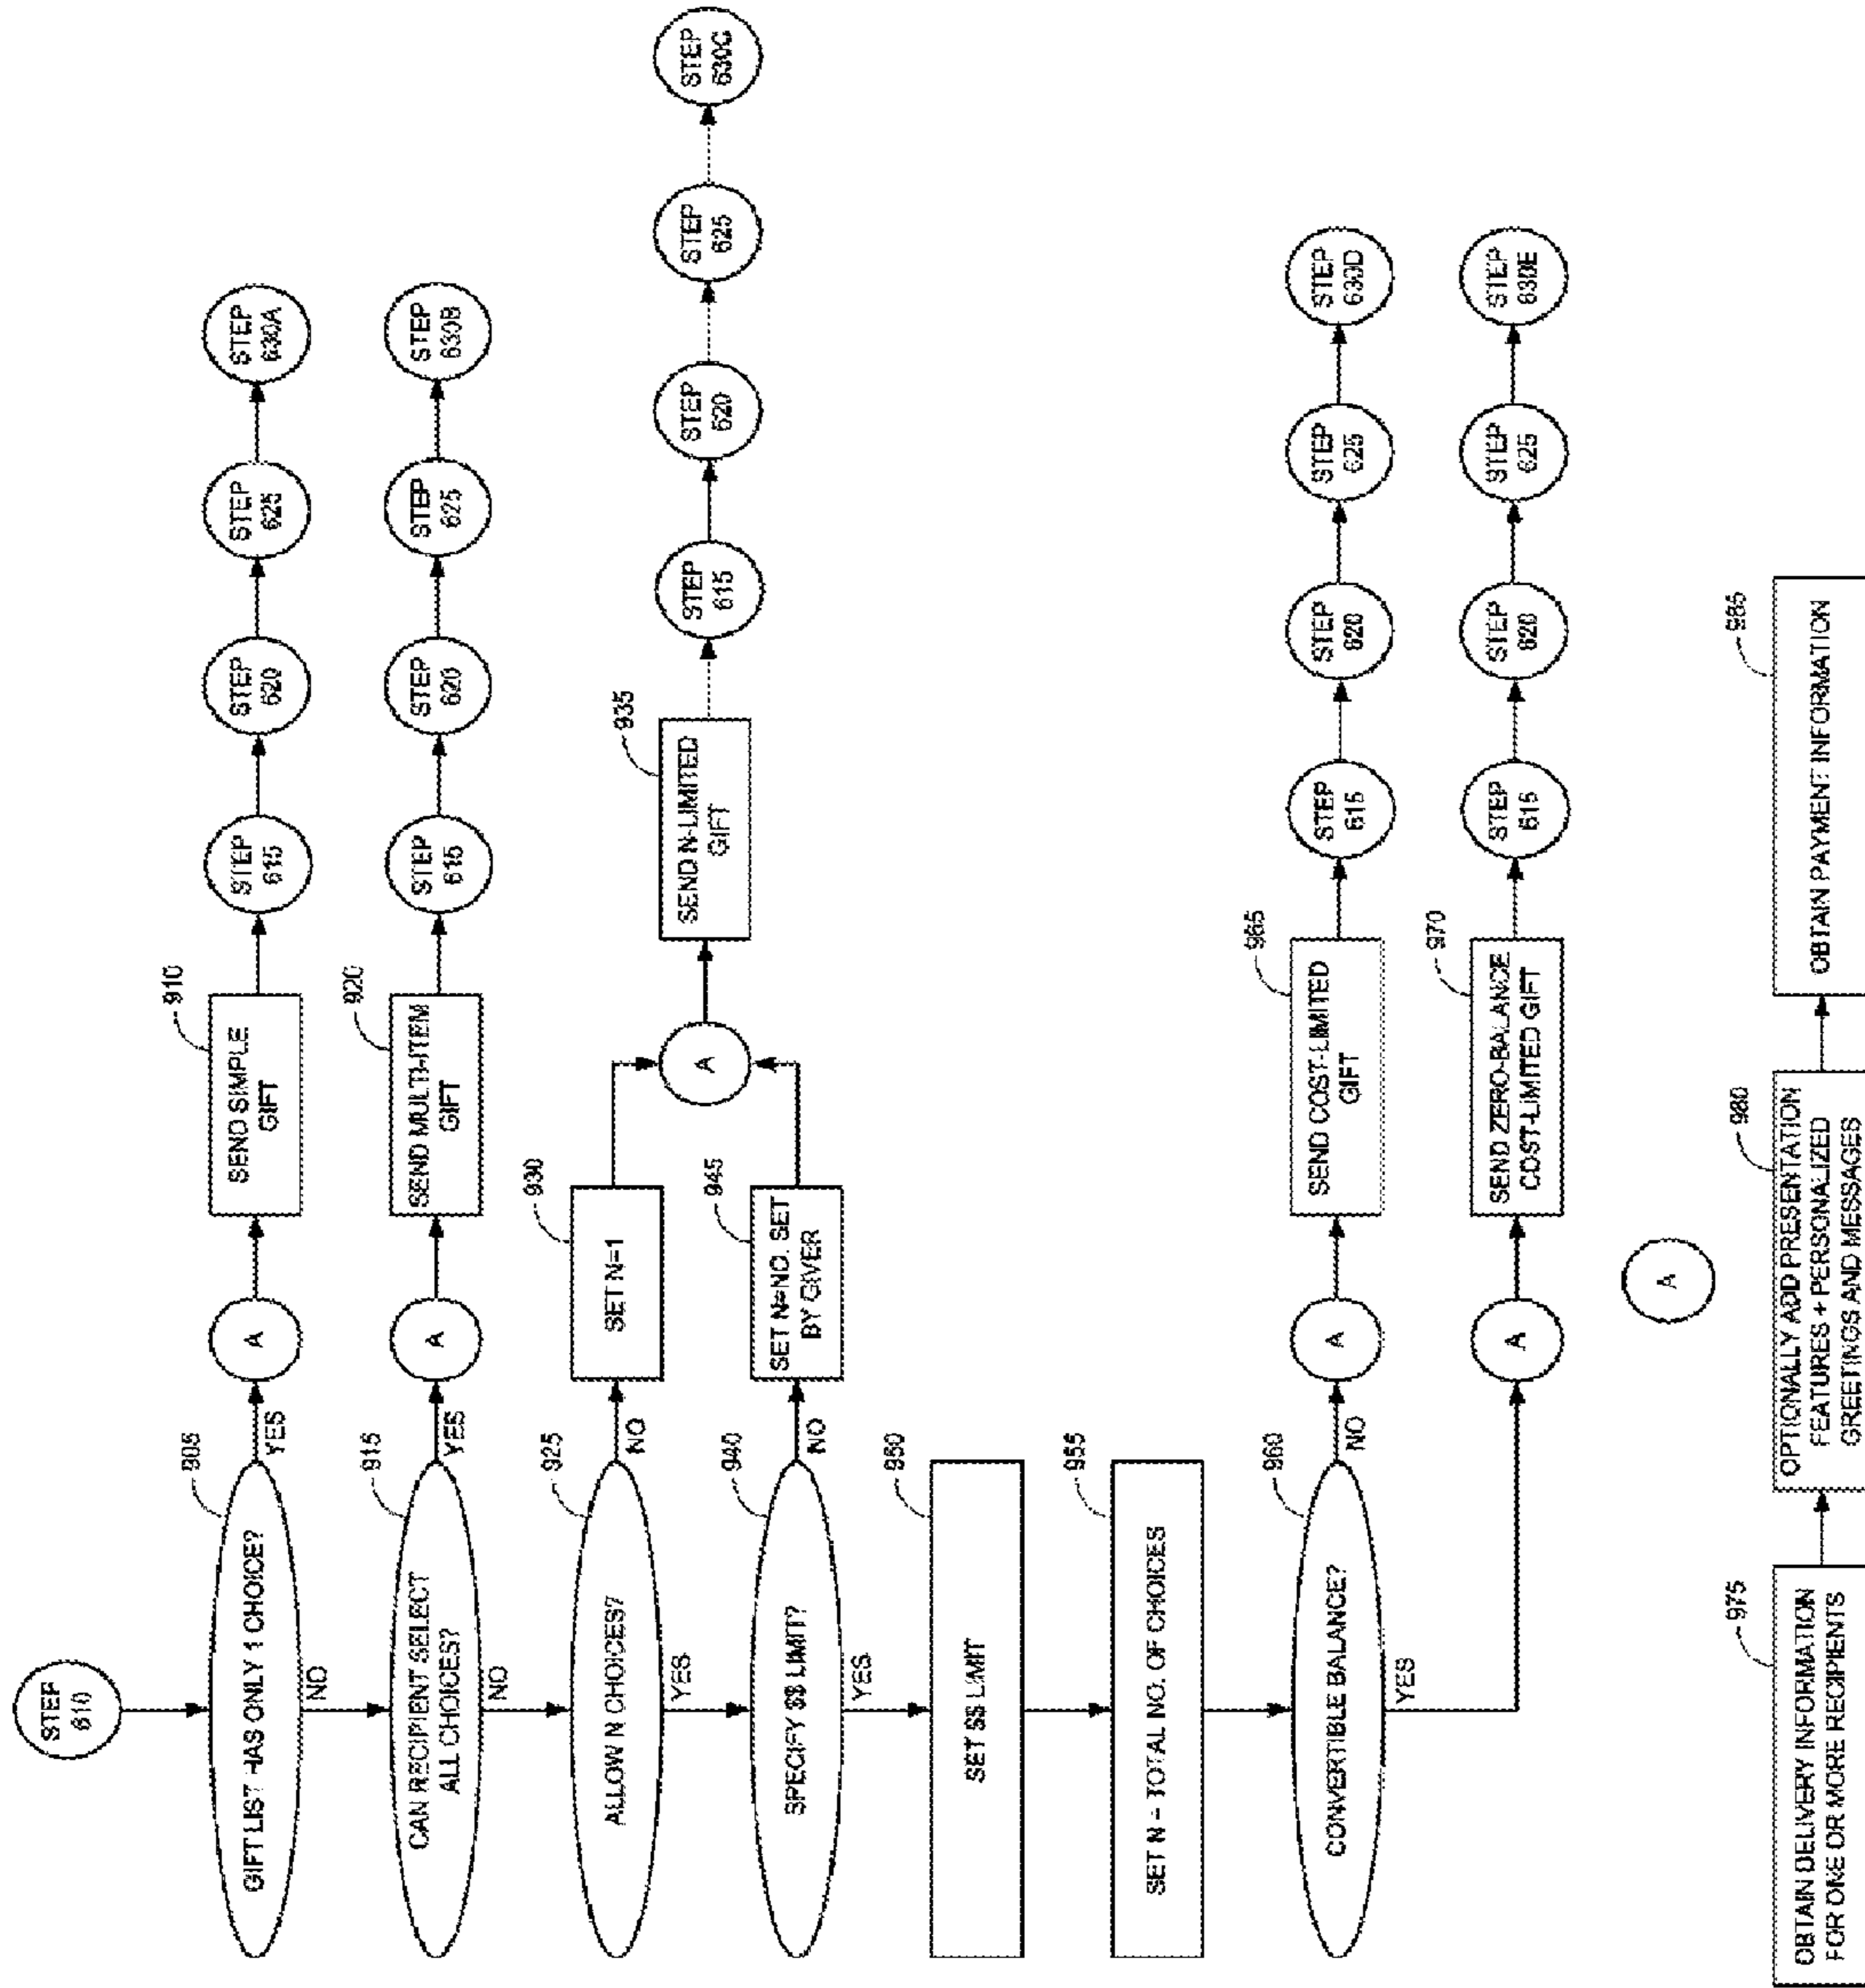 STEP
610
GIFT LIST HAS ONLY 1 CHOICE?
905
YES
NO
A
SEND SIMPLE
GIFT
910
STEP
615
STEP
620
STEP
625
STEP
630A
CAN RECIPIENT SELECT
ALL CHOICES?
915
YES
NO
A
SEND MULTI-ITEM
GIFT
920
STEP
615
STEP
620
STEP
625
STEP
630B
ALLOW N CHOICES?
925
NO
YES
SET N=1
930
A
SEND N-LIMITED
GIFT
935
STEP
615
STEP
620
STEP
625
STEP
630C
SPECIFY $$ LIMIT?
940
NO
YES
SET N=NO. SET
BY GIVER
945
SET $$ LIMIT
950
SET N = TOTAL NO. OF CHOICES
955
CONVERTIBLE BALANCE?
960
NO
YES
A
SEND COST-LIMITED
GIFT
965
STEP
615
STEP
620
STEP
625
STEP
630D
A
SEND ZERO-BALANCE
COST-LIMITED GIFT
970
STEP
615
STEP
620
STEP
625
STEP
630E
A
OBTAIN DELIVERY INFORMATION
FOR ONE OR MORE RECIPIENTS
975
OPTIONALLY ADD PRESENTATION
FEATURES + PERSONALIZED
GREETINGS AND MESSAGES
980
OBTAIN PAYMENT INFORMATION
985